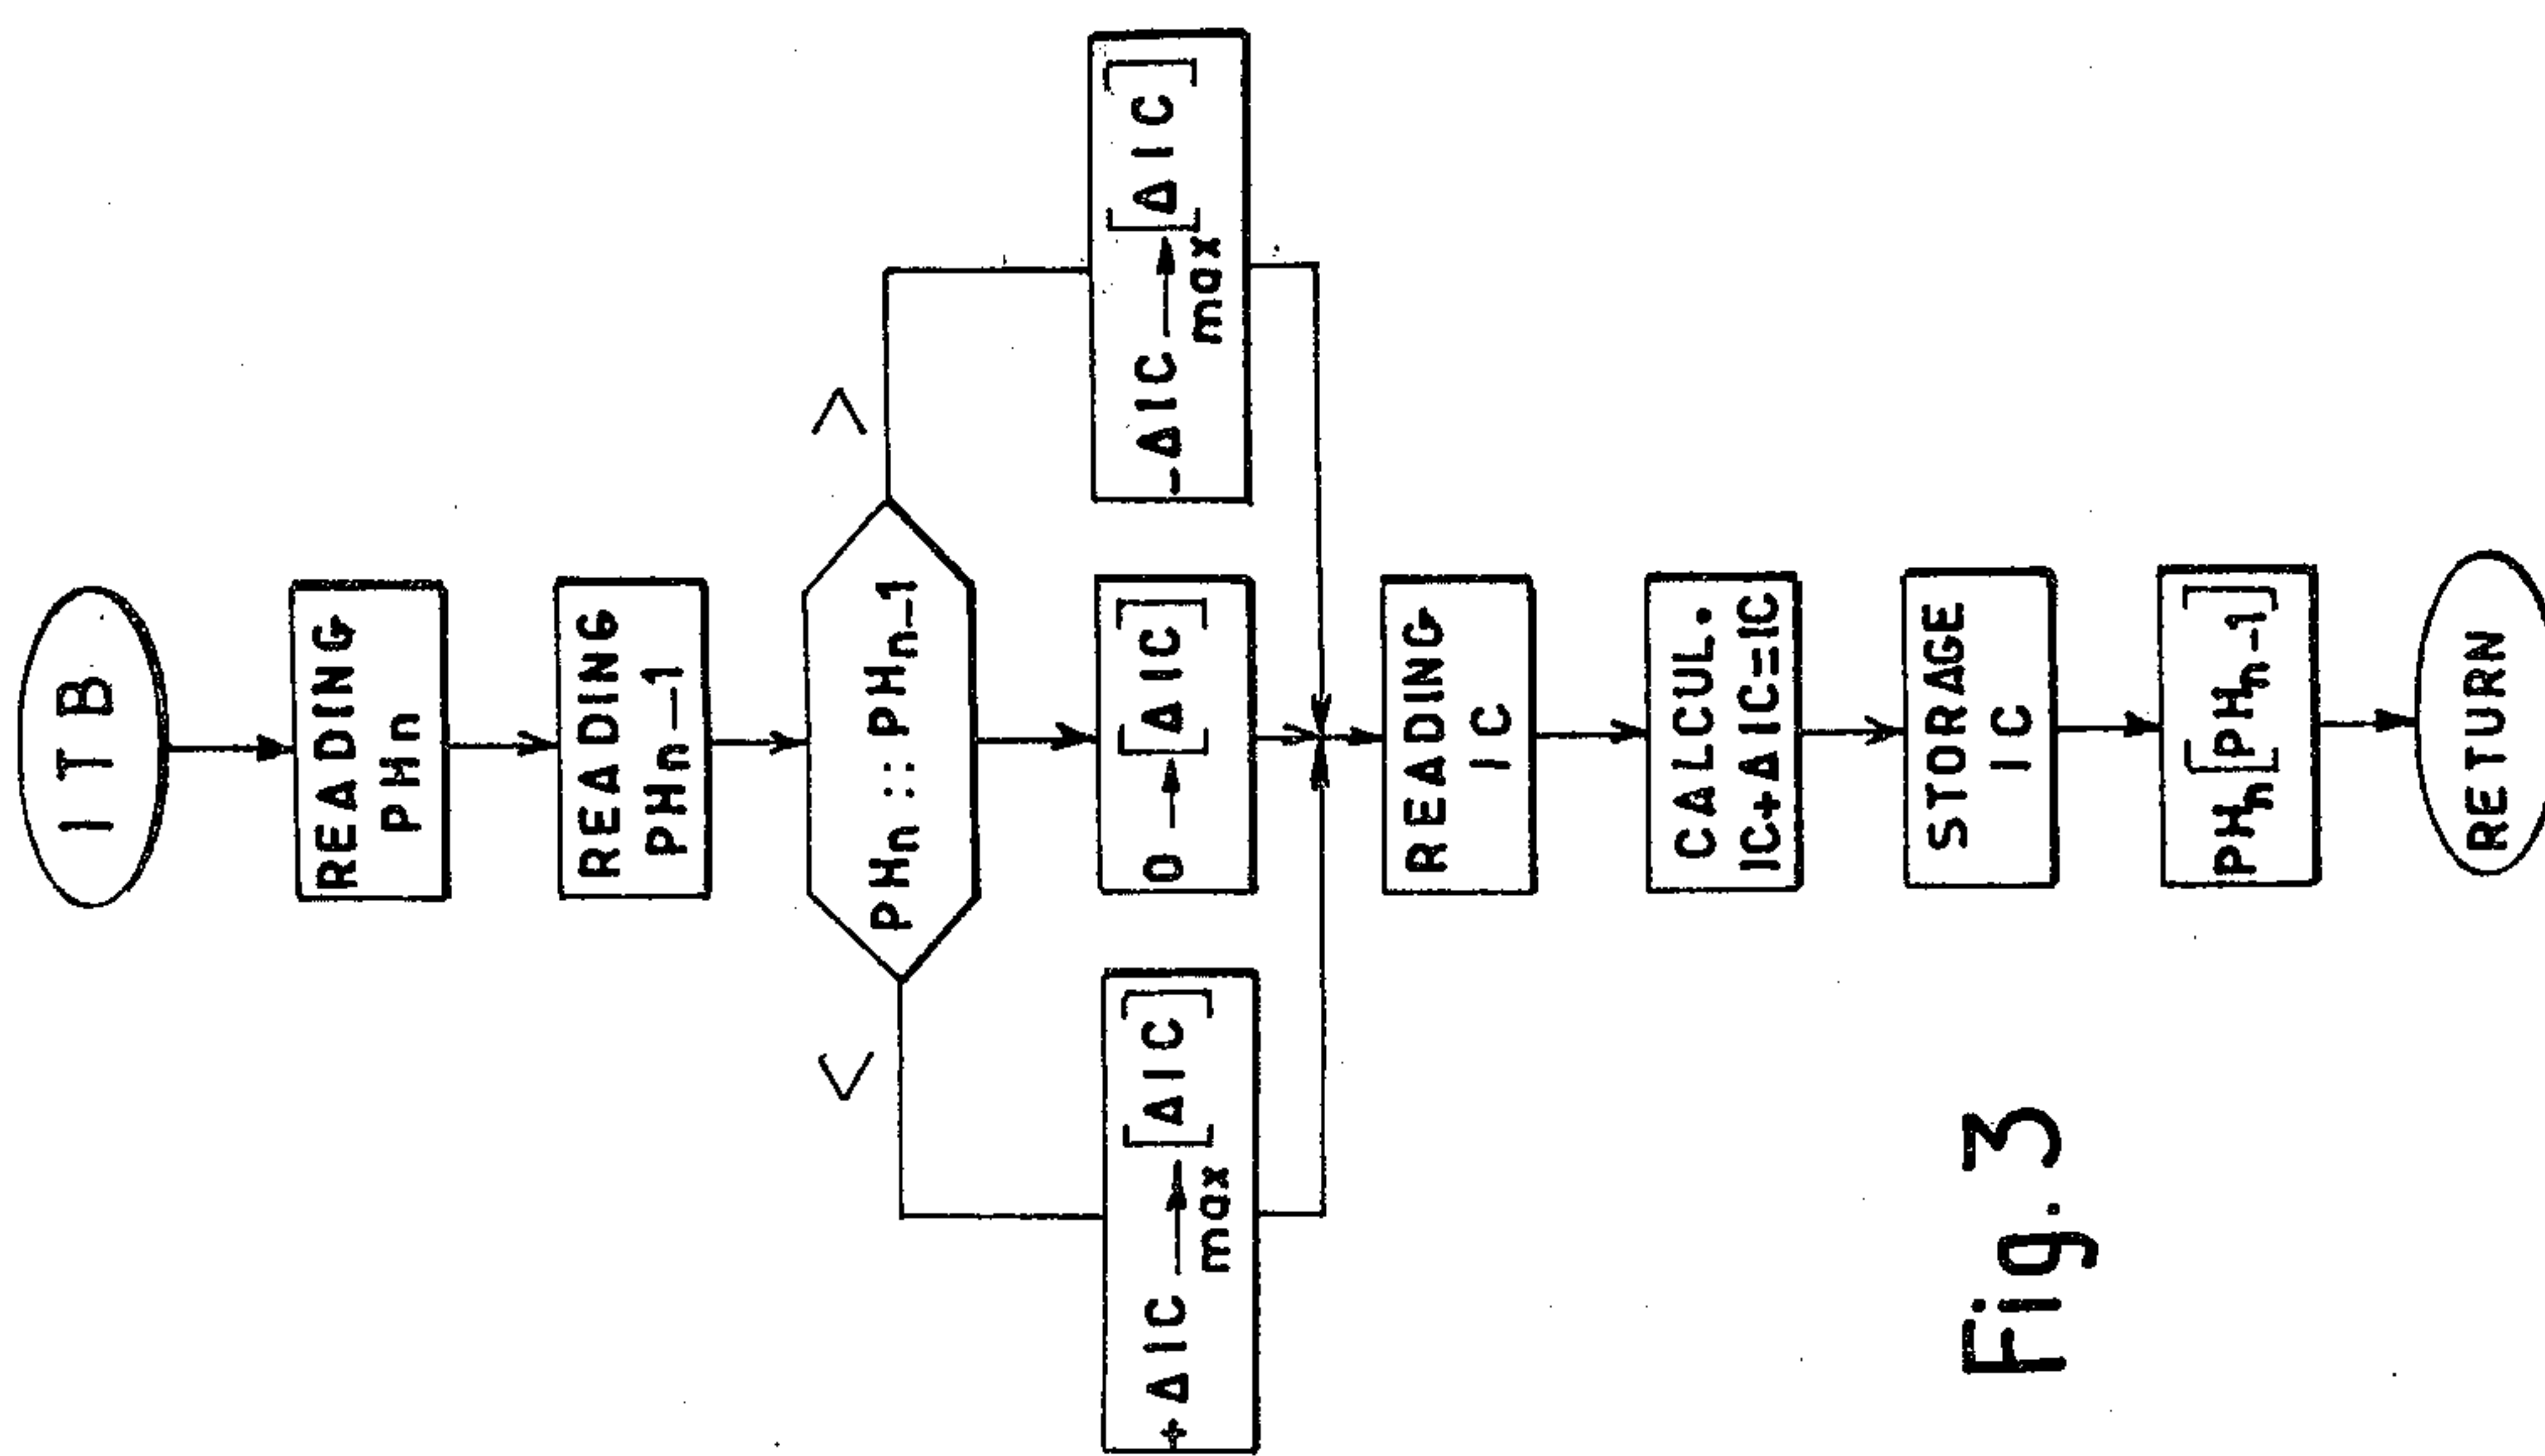 ITB
READING
PHn
READING
PHn-1
PHn :: PHn-1
<
>
+ΔIC → [ΔIC]
max
0 → [ΔIC]
-ΔIC → [ΔIC]
max
READING
IC
CALCUL.
IC+ΔIC=IC
STORAGE
IC
PHn[PHn-1]
RETURN
Fig. 3